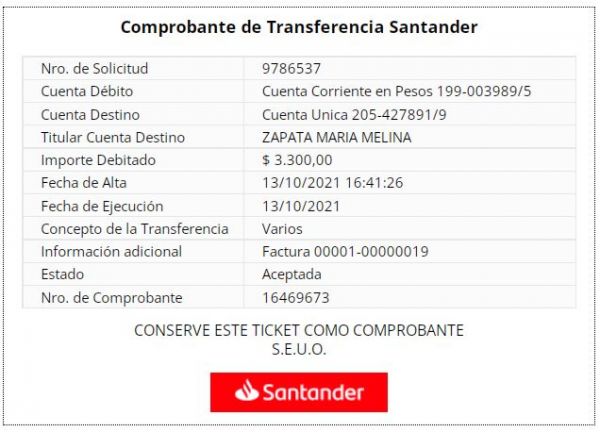 Comprobante de Transferencia Santander
Nro. de Solicitud 9786537
Cuenta Débito Cuenta Corriente en Pesos 199-003989/5
Cuenta Destino Cuenta Unica 205-427891/9
Titular Cuenta Destino ZAPATA MARIA MELINA
Importe Debitado $ 3.300,00
Fecha de Alta 13/10/2021 16:41:26
Fecha de Ejecución 13/10/2021
Concepto de la Transferencia Varios
Información adicional Factura 00001-00000019
Estado Aceptada
Nro. de Comprobante 16469673
CONSERVE ESTE TICKET COMO COMPROBANTE
S.E.U.O.
Santander